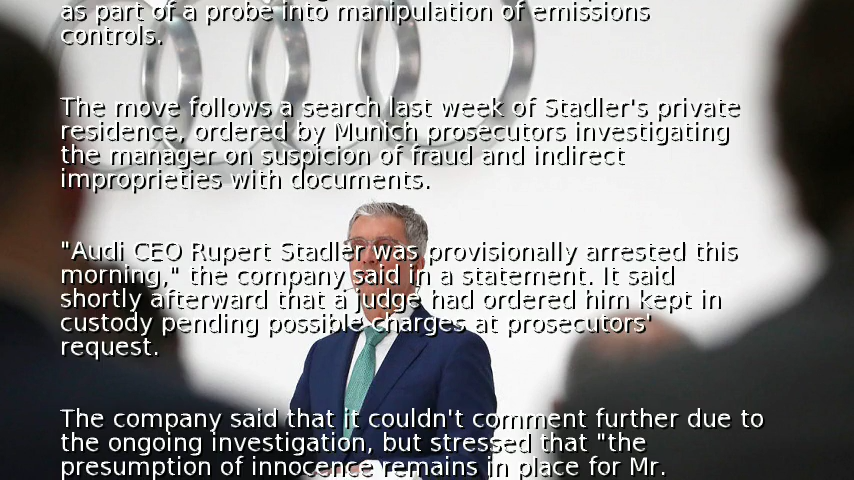 as part of a probe into manipulation of emissions
controls.
The move follows a search last week of Stadler's private
residence, ordered by Munich prosecutors investigating
the manager on suspicion of fraud and indirect
improprieties with documents.
"Audi CEO Rupert Stadler was provisionally arrested this
morning," the company said in a statement. It said
shortly afterward that a judge had ordered him kept in
custody pending possible charges at prosecutors'
request.
The company said that it couldn't comment further due to
the ongoing investigation, but stressed that "the
presumption of innocence remains in place for Mr.